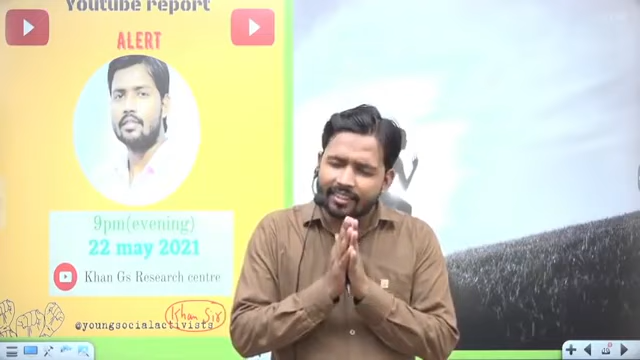 Youtube report
ALERT
9pm(evening)
22 may 2021
Khan Gs Research centre
Khan Sir
@youngsocialactivists